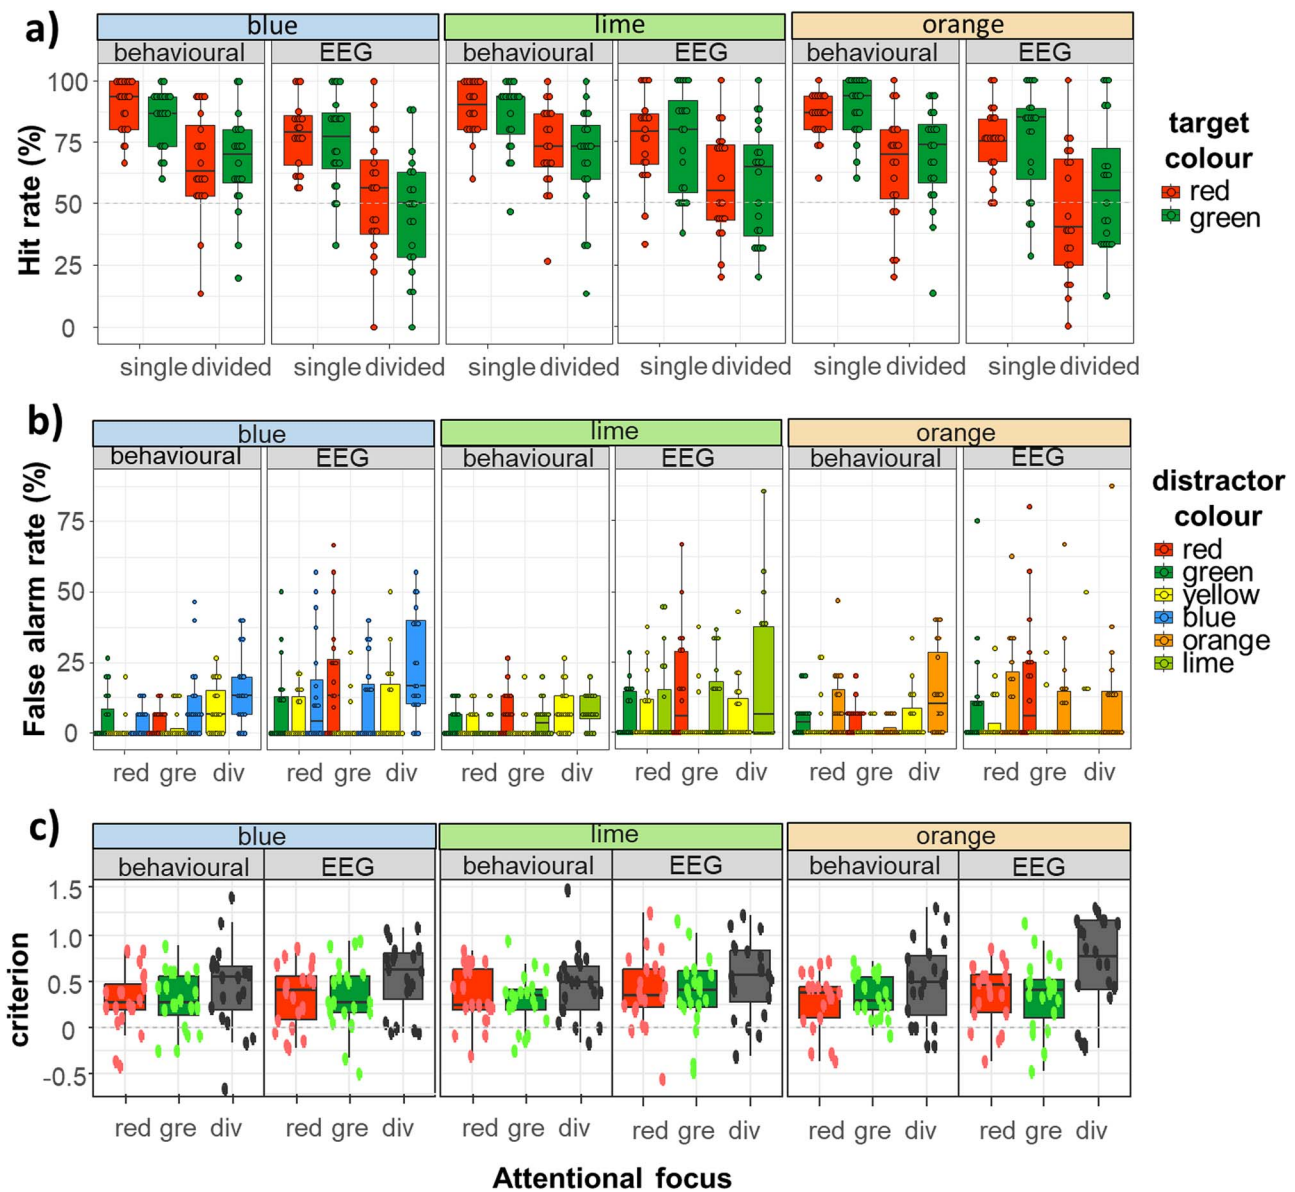 a)
blue lime orange
behavioural EEG behavioural EEG behavioural EEG
Hit rate (%)
100
75
50
25
0
single divided single divided single divided single divided single divided single divided
target
colour
red
green
b)
blue lime orange
behavioural EEG behavioural EEG behavioural EEG
False alarm rate (%)
75
50
25
0
red gre div red gre div red gre div red gre div red gre div red gre div
distractor
colour
red
green
yellow
blue
orange
lime
c)
blue lime orange
behavioural EEG behavioural EEG behavioural EEG
criterion
1.5
1.0
0.5
0
-0.5
red gre div red gre div red gre div red gre div red gre div red gre div
Attentional focus